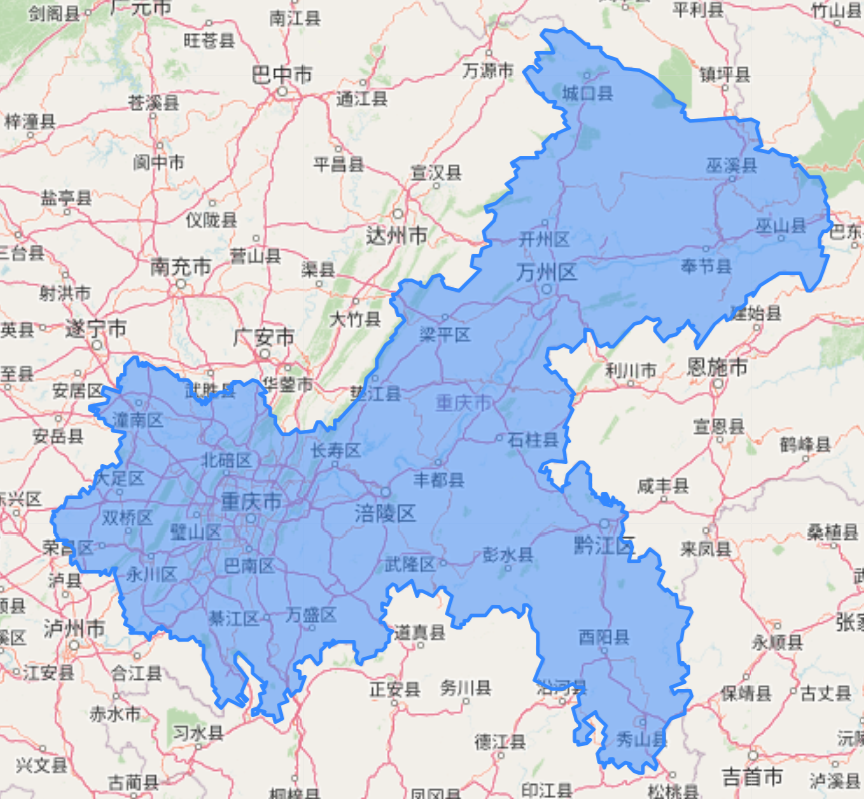 剑阁县
广元市
南江县
平利县
竹山县
旺苍县
巴中市
万源市
镇坪县
苍溪县
通江县
城口县
梓潼县
阆中市
平昌县
宣汉县
巫溪县
盐亭县
仪陇县
达州市
开州区
巫山县
巴东
三台县
南充市
营山县
渠县
万州区
奉节县
射洪市
大竹县
梁平区
建始县
英县
遂宁市
广安市
利川市
恩施市
至县
安居区
武胜县
华蓥市
垫江县
重庆市
潼南区
宣恩县
安岳县
北碚区
长寿区
石柱县
鹤峰县
大足区
丰都县
咸丰县
东兴区
双桥区
重庆市
涪陵区
璧山区
荣昌区
黔江区
来凤县
桑植县
永川区
巴南区
武隆区
彭水县
泸县
顺县
綦江区
万盛区
泸州市
道真县
酉阳县
永顺县
张家
溪区
江安县
合江县
正安县
务川县
沿河县
保靖县
古丈县
赤水市
习水县
德江县
秀山县
沅陵
兴文县
古蔺县
桐梓县
凤冈县
印江县
松桃县
吉首市
泸溪县